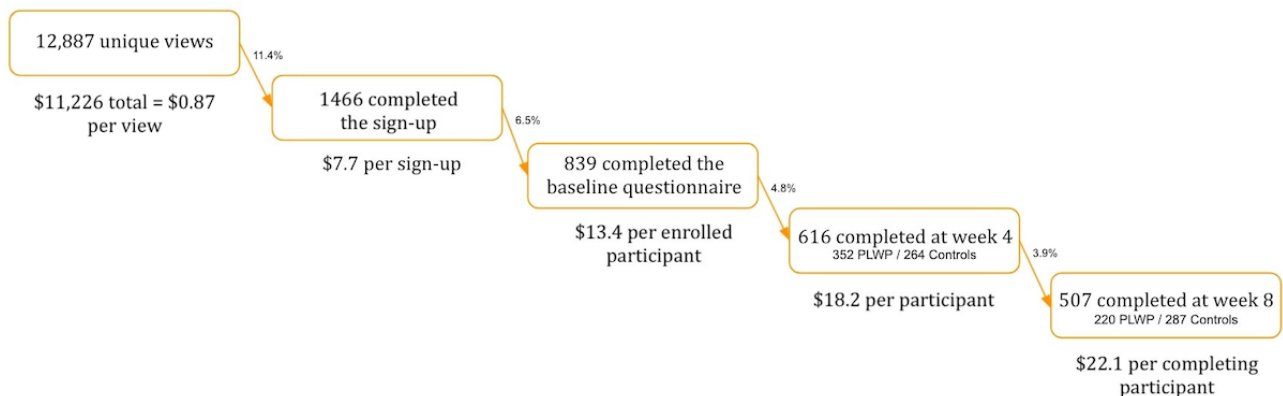 12,887 unique views
$11,226 total = $0.87
per view
11.4%
1466 completed
the sign-up
$7.7 per sign-up
6.5%
839 completed the
baseline questionnaire
$13.4 per enrolled
participant
4.8%
616 completed at week 4
352 PLWP / 264 Controls
$18.2 per participant
3.9%
507 completed at week 8
220 PLWP / 287 Controls
$22.1 per completing
participant